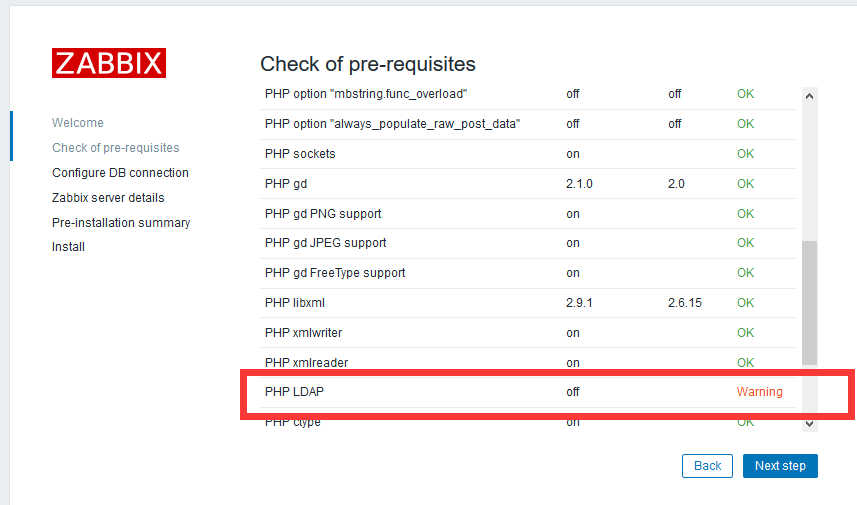 ZABBIX
Welcome
Check of pre-requisites
Configure DB connection
Zabbix server details
Pre-installation summary
Install
Check of pre-requisites
PHP option "mbstring.func_overload" off off OK
PHP option "always_populate_raw_post_data" off off OK
PHP sockets on OK
PHP gd 2.1.0 2.0 OK
PHP gd PNG support on OK
PHP gd JPEG support on OK
PHP gd FreeType support on OK
PHP libxml 2.9.1 2.6.15 OK
PHP xmlwriter on OK
PHP xmlreader on OK
PHP LDAP off Warning
PHP ctype on OK
Back Next step